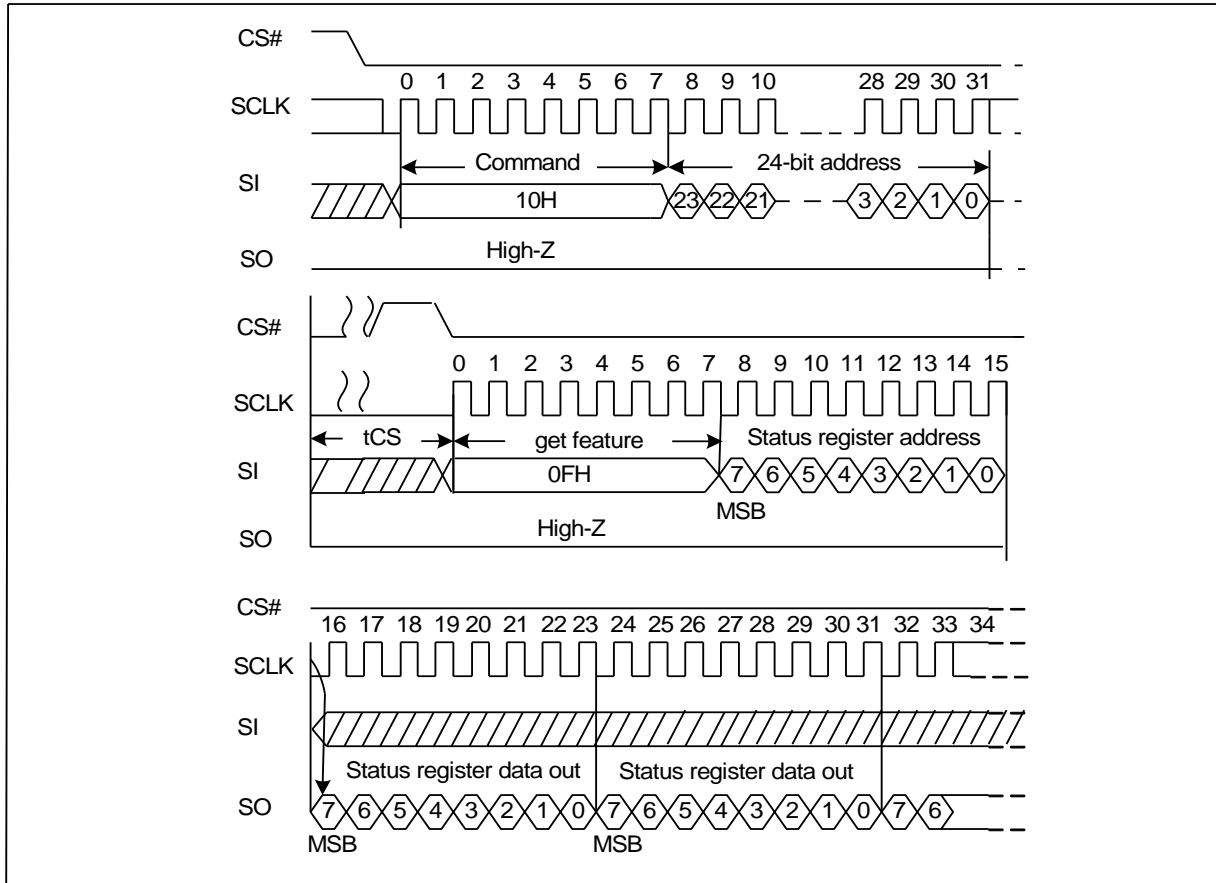 CS#
0 1 2 3 4 5 6 7 8 9 10 28 29 30 31
SCLK
Command 24-bit address
SI
10H 23 22 21 3 2 1 0
High-Z
SO
CS#
0 1 2 3 4 5 6 7 8 9 10 11 12 13 14 15
SCLK
tCS get feature Status register address
SI
0FH 7 6 5 4 3 2 1 0
MSB
High-Z
SO
CS#
16 17 18 19 20 21 22 23 24 25 26 27 28 29 30 31 32 33 34
SCLK
SI
Status register data out Status register data out
SO
7 6 5 4 3 2 1 0 7 6 5 4 3 2 1 0 7 6
MSB MSB